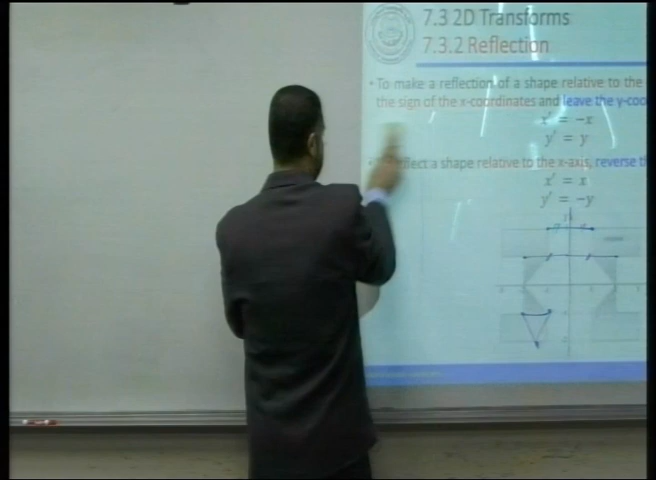 7.3 2D Transforms
7.3.2 Reflection
• To make a reflection of a shape relative to the
the sign of the x-coordinates and leave the y-coo
x' = -x
y' = y
reflect a shape relative to the x-axis, reverse
x' = x
y' = -y